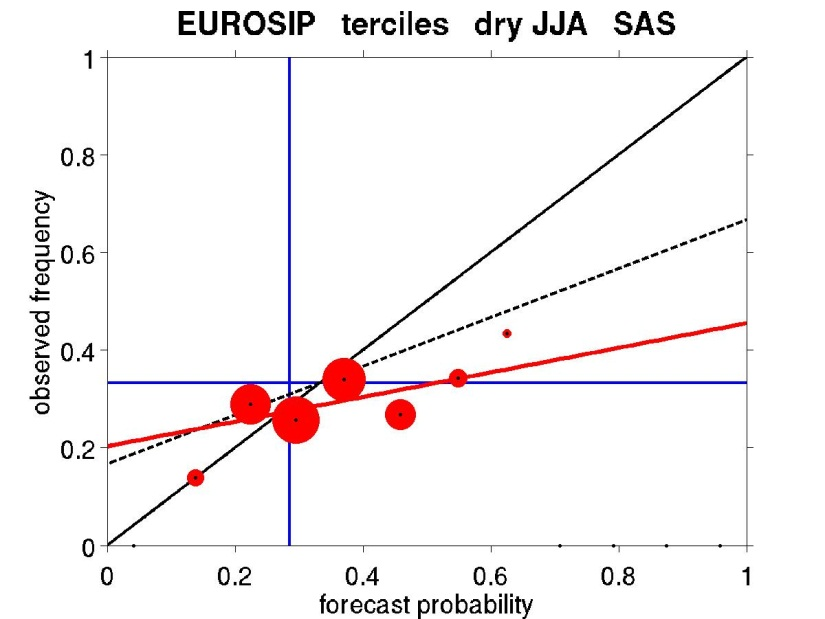 EUROSIP terciles dry JJA SAS
1
0.8
0.6
0.4
0.2
0
observed frequency
0 0.2 0.4 0.6 0.8 1
forecast probability